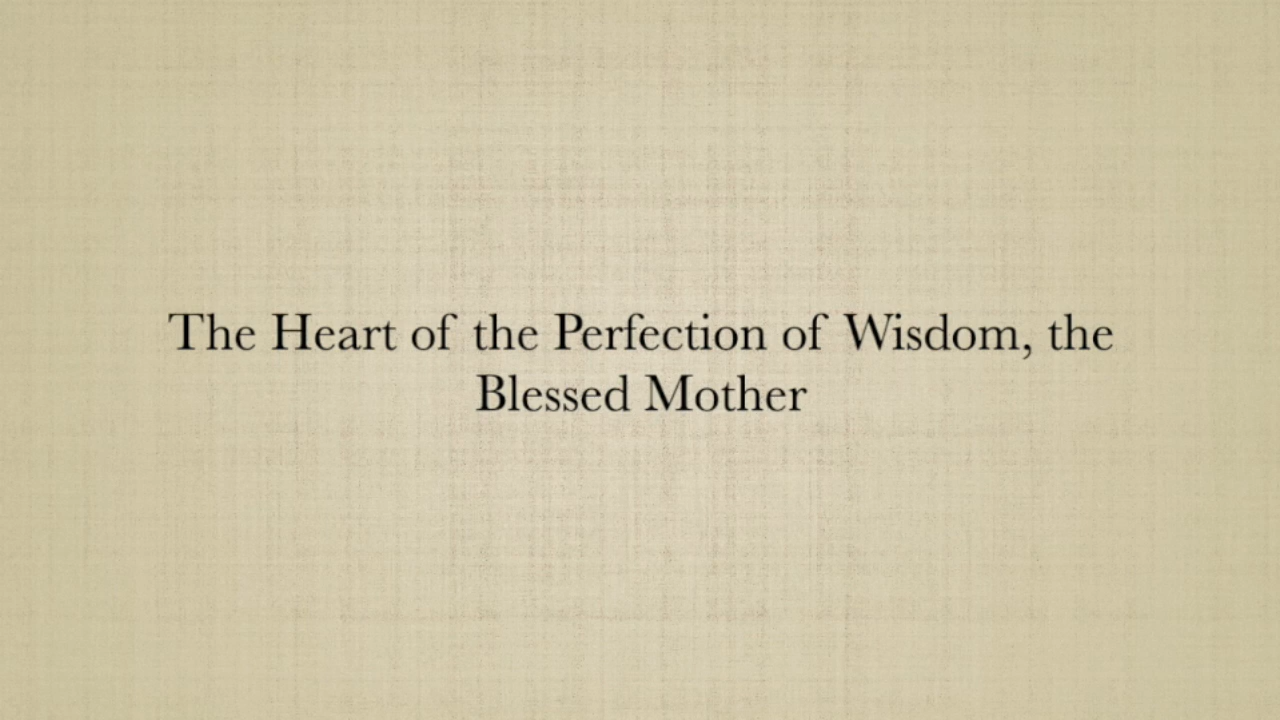 The Heart of the Perfection of Wisdom, the
Blessed Mother